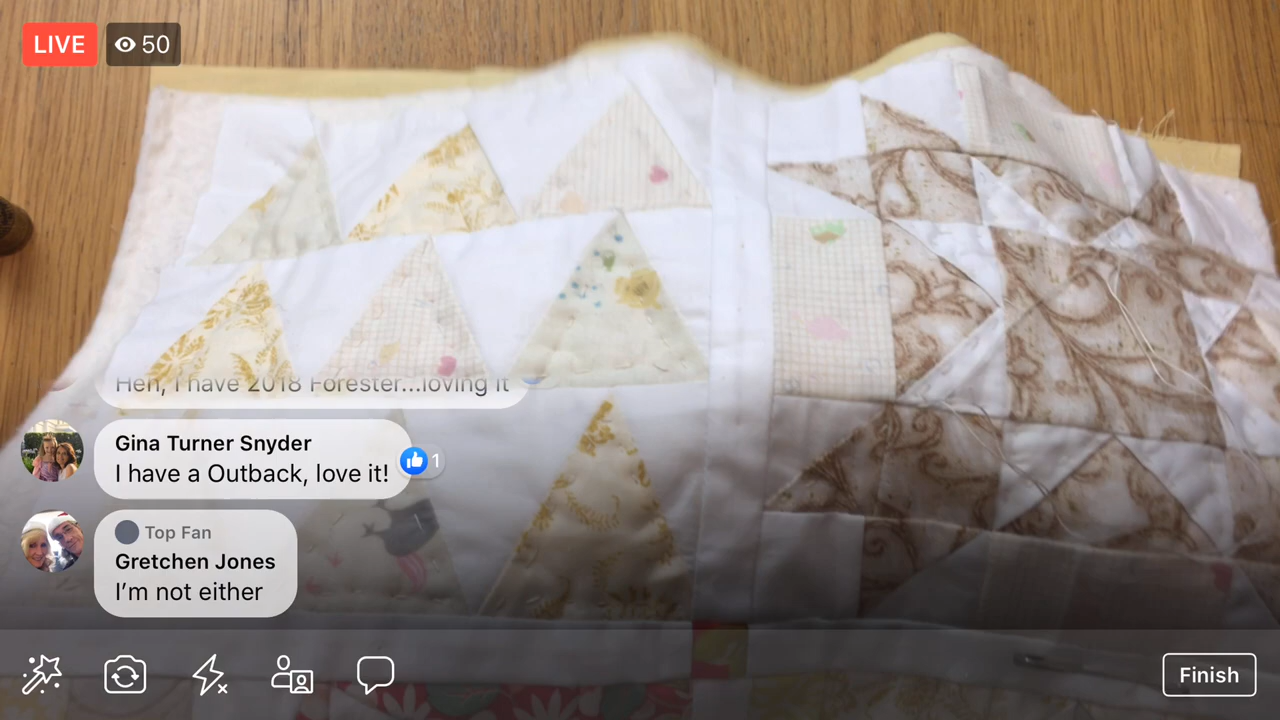 LIVE 50
Heh, I have 2018 Forester...loving it
Gina Turner Snyder
I have a Outback, love it!
1
Top Fan
Gretchen Jones
I’m not either
Finish